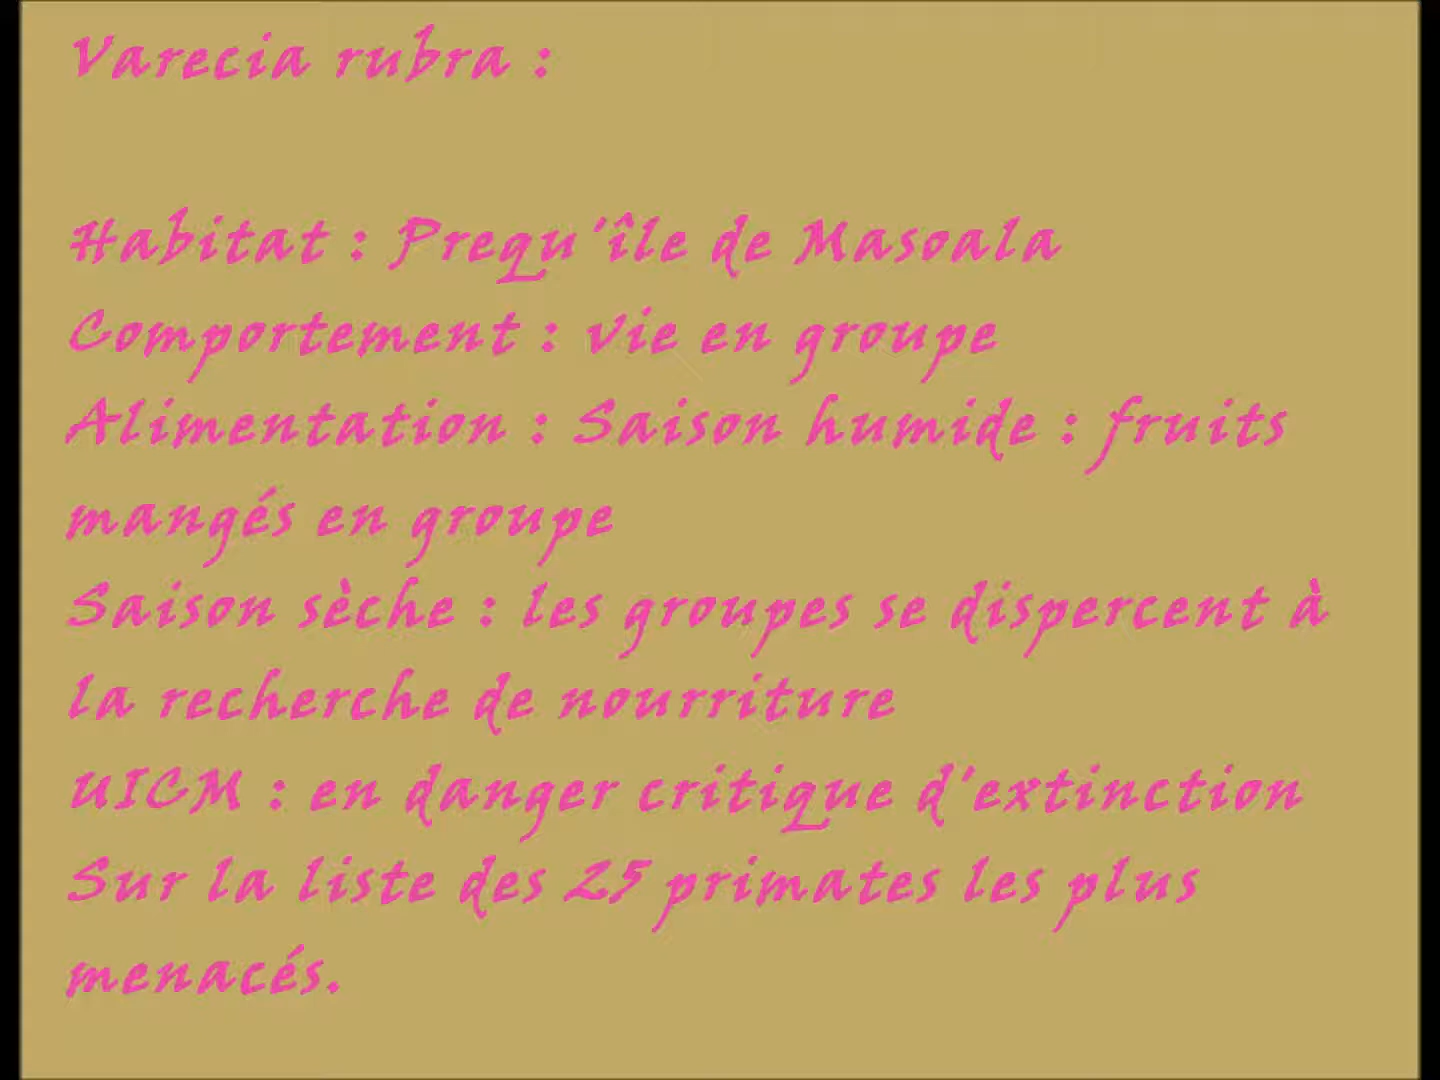 Varecia rubra :
Habitat : Prequ'île de Masoala
Comportement : vie en groupe
Alimentation : Saison humide : fruits
mangés en groupe
Saison sèche : les groupes se dispercent à
la recherche de nourriture
UICM : en danger critique d'extinction
Sur la liste des 25 primates les plus
menacés.